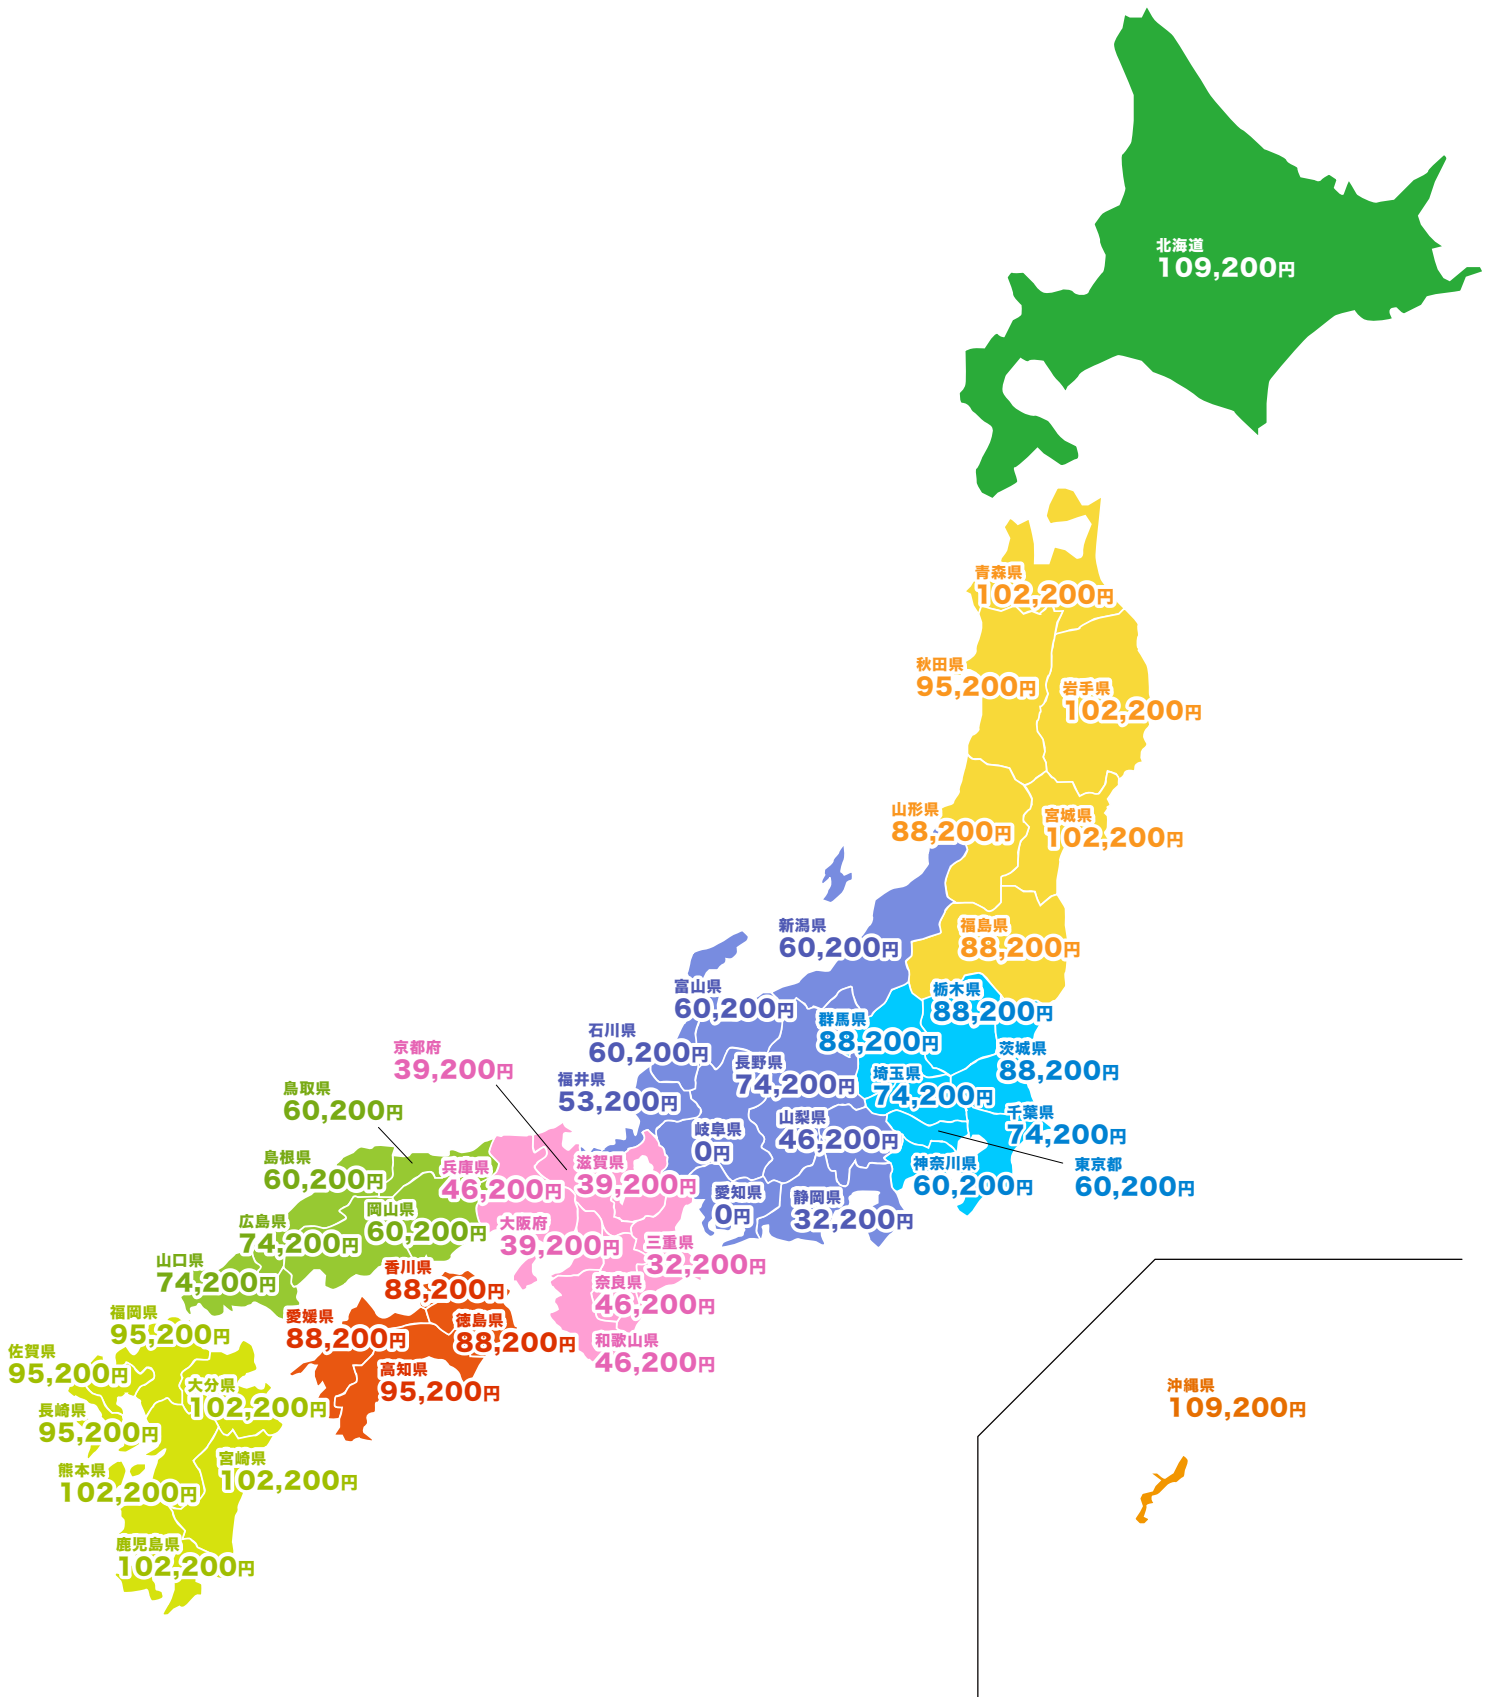 北海道
109,200円
青森県
102,200円
秋田県
95,200円
岩手県
102,200円
山形県
88,200円
宮城県
102,200円
福島県
88,200円
新潟県
60,200円
富山県
60,200円
石川県
60,200円
福井県
53,200円
長野県
74,200円
岐阜県
0円
山梨県
46,200円
愛知県
0円
静岡県
32,200円
栃木県
88,200円
群馬県
88,200円
茨城県
88,200円
埼玉県
74,200円
千葉県
74,200円
東京都
60,200円
神奈川県
60,200円
京都府
39,200円
滋賀県
39,200円
兵庫県
46,200円
大阪府
39,200円
三重県
32,200円
奈良県
46,200円
和歌山県
46,200円
鳥取県
60,200円
島根県
60,200円
岡山県
60,200円
広島県
74,200円
山口県
74,200円
香川県
88,200円
愛媛県
88,200円
徳島県
88,200円
高知県
95,200円
福岡県
95,200円
佐賀県
95,200円
大分県
102,200円
長崎県
95,200円
熊本県
102,200円
宮崎県
102,200円
鹿児島県
102,200円
沖縄県
109,200円